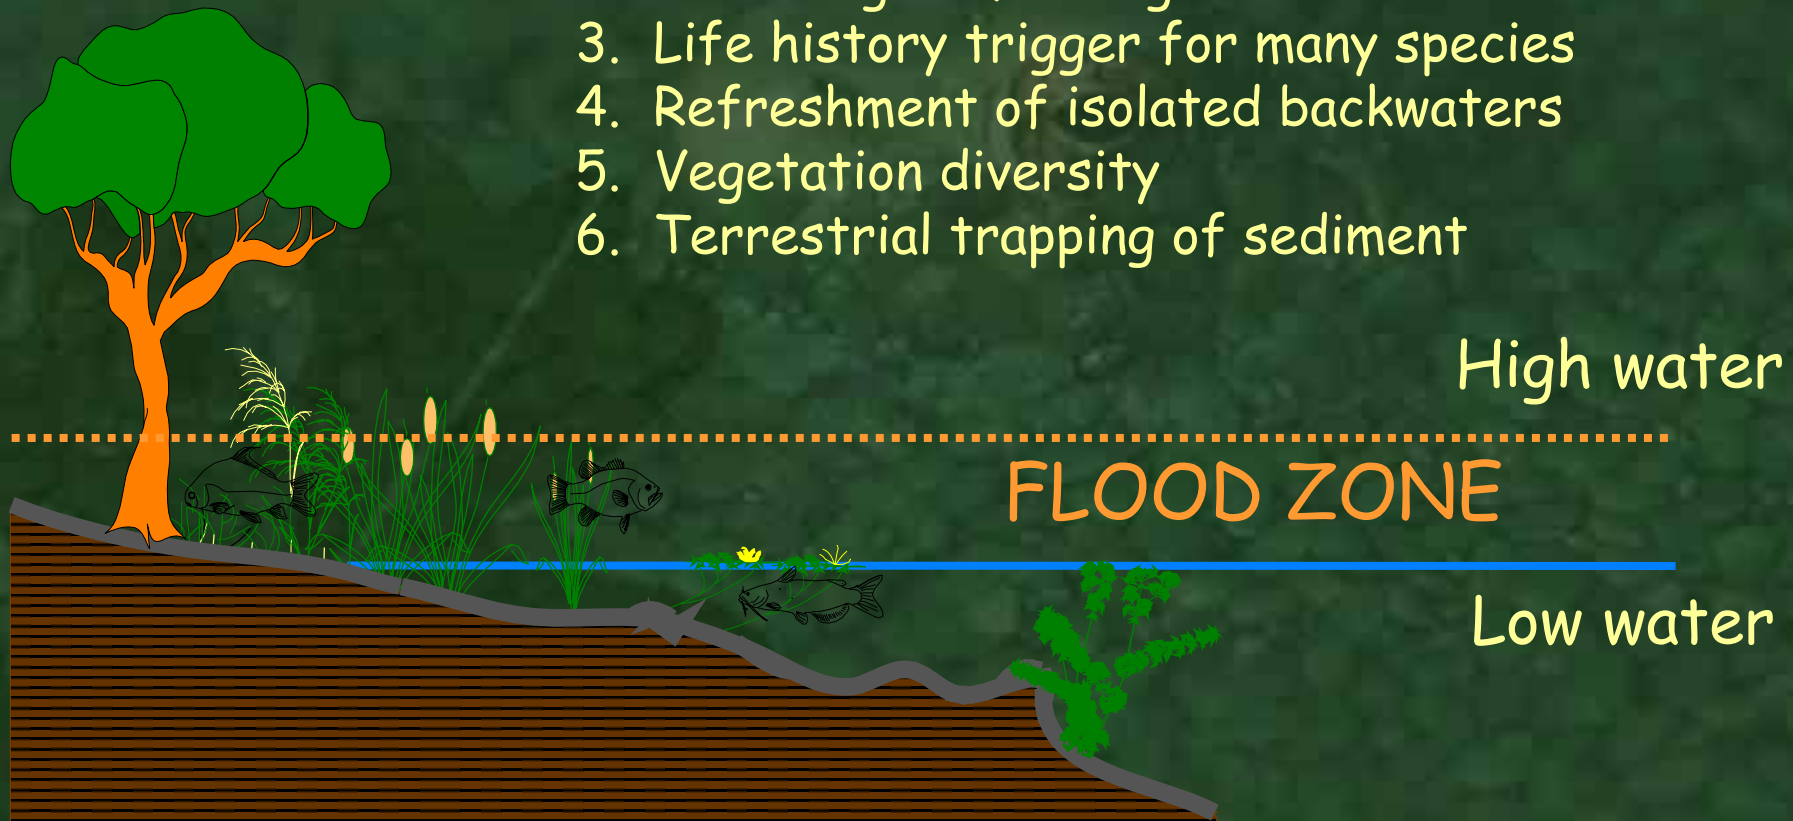 3. Life history trigger for many species
4. Refreshment of isolated backwaters
5. Vegetation diversity
6. Terrestrial trapping of sediment
High water
FLOOD ZONE
Low water